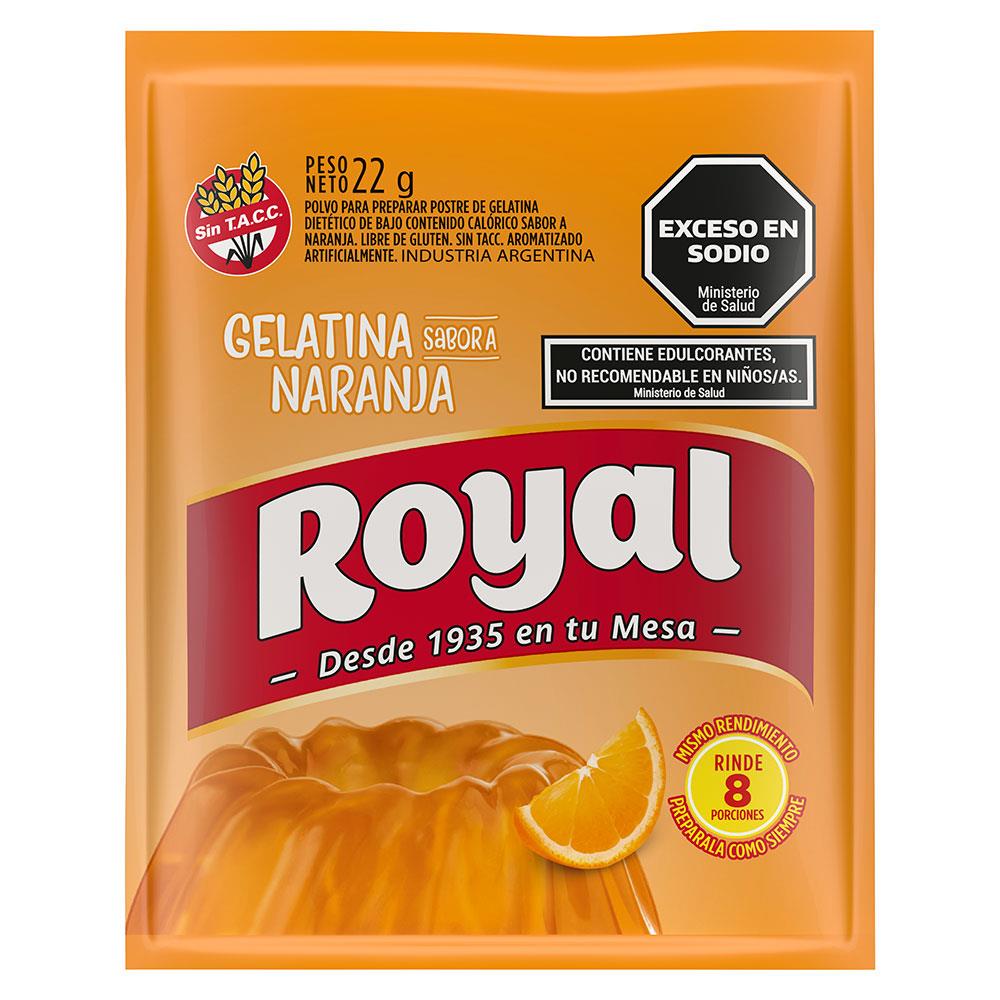 Sin T.A.C.C.
PESO
NETO 22 g
POLVO PARA PREPARAR POSTRE DE GELATINA
DIETÉTICO DE BAJO CONTENIDO CALÓRICO SABOR A
NARANJA. LIBRE DE GLUTEN. SIN TACC. AROMATIZADO
ARTIFICIALMENTE. INDUSTRIA ARGENTINA
EXCESO EN
SODIO
Ministerio
de Salud
GELATINA SABOR A
NARANJA
CONTIENE EDULCORANTES,
NO RECOMENDABLE EN NIÑOS/AS.
Ministerio de Salud
Royal
— Desde 1935 en tu Mesa —
MISMO RENDIMIENTO
RINDE
8
PORCIONES
PREPARALA COMO SIEMPRE